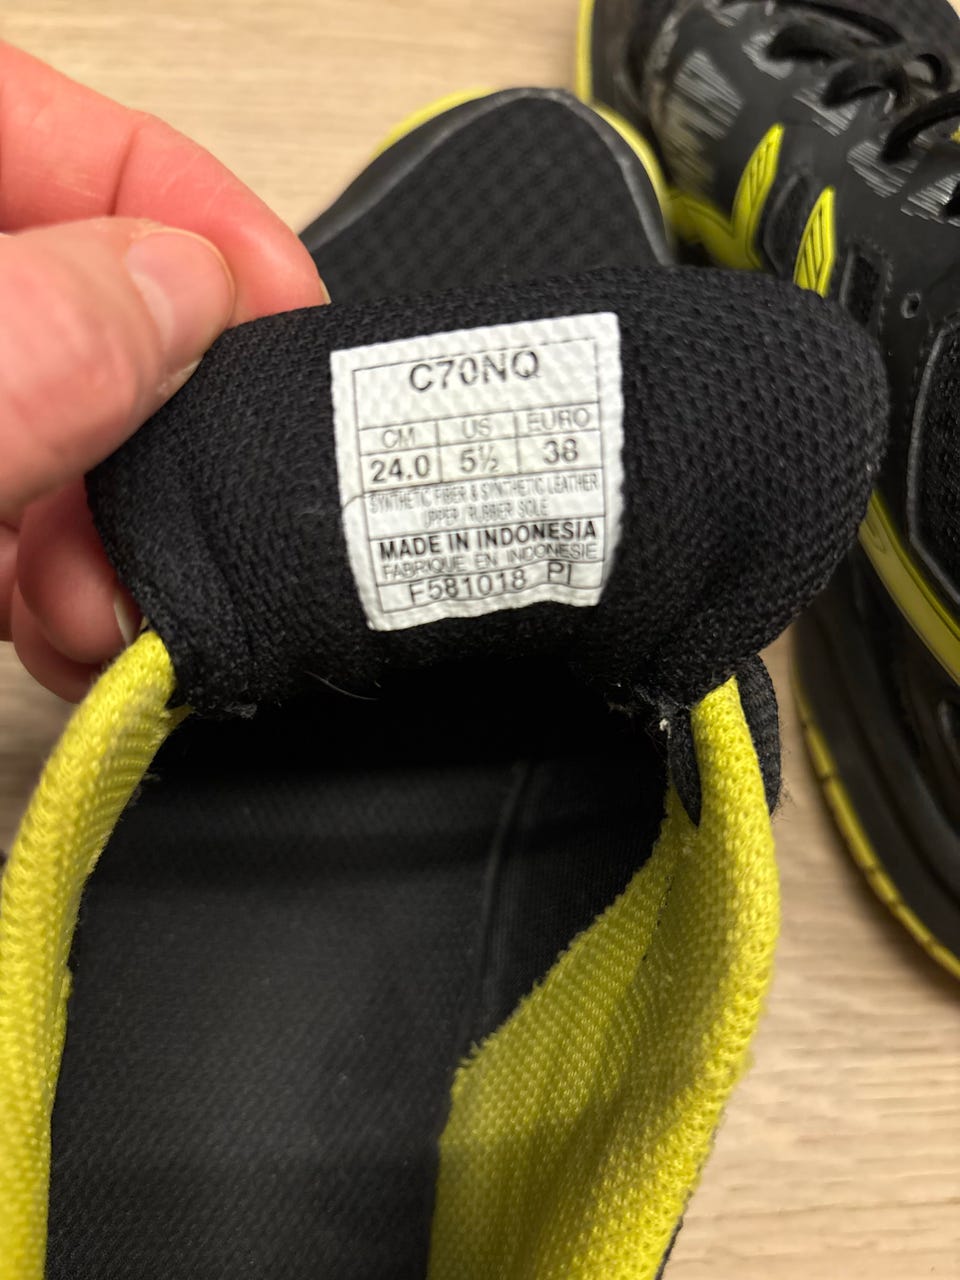 C70NQ
CM US EURO
24.0 5½ 38
SYNTHETIC FIBER & SYNTHETIC LEATHER
UPPER / RUBBER SOLE
MADE IN INDONESIA
FABRIQUE EN INDONESIE
F581018 PI